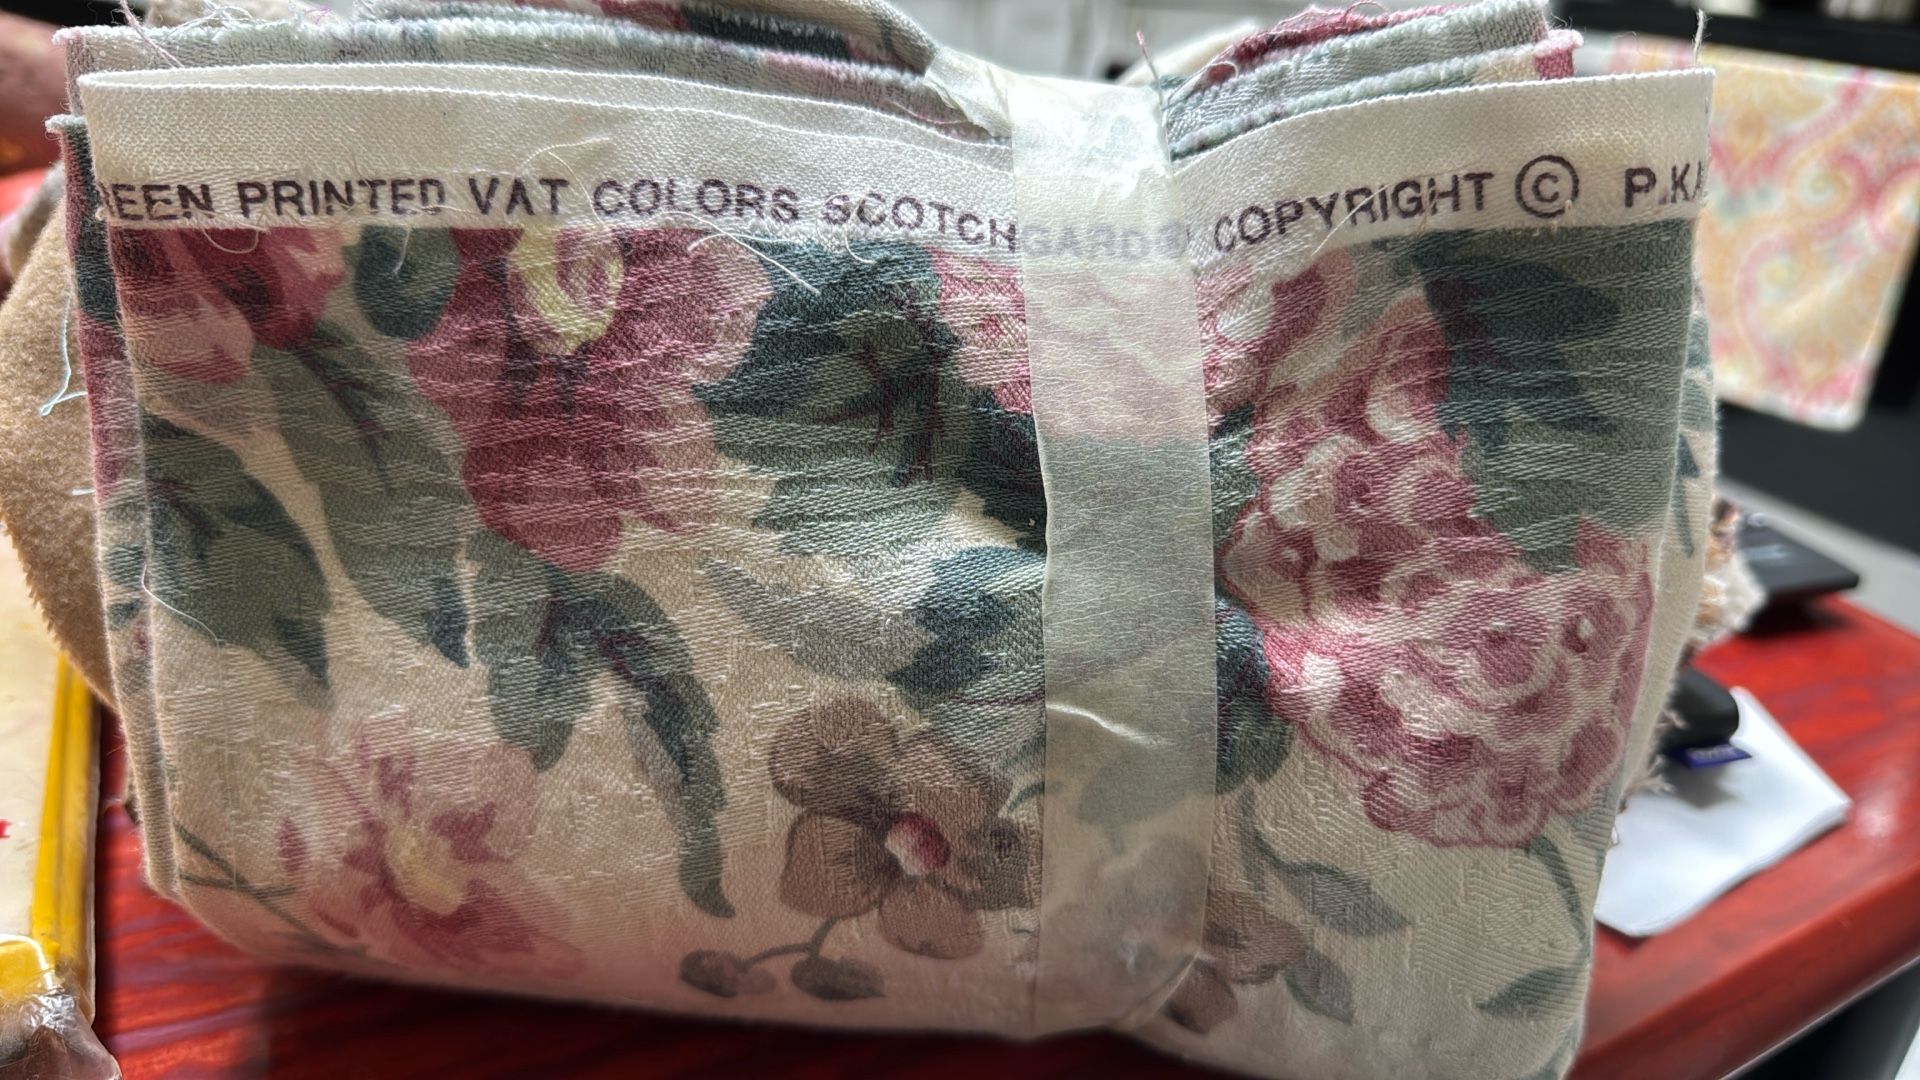 REEN PRINTED VAT COLORS SCOTCHGARD® COPYRIGHT © P.KA